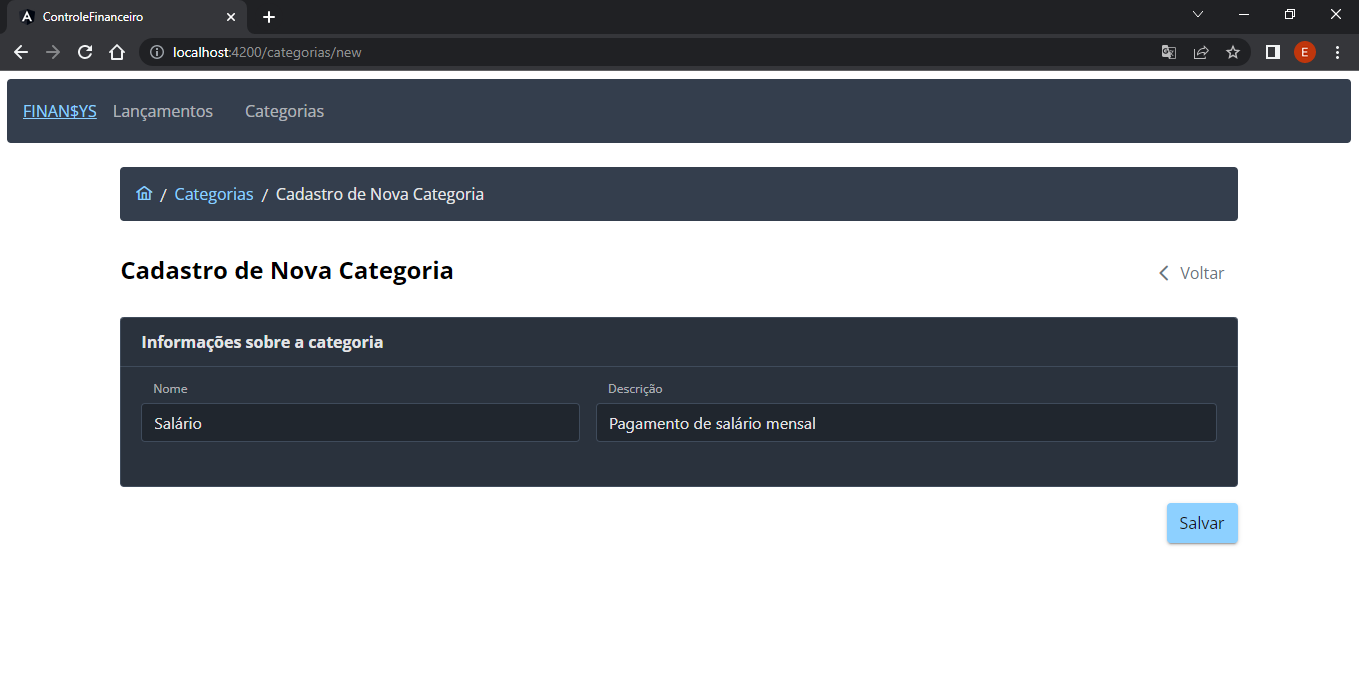 ControleFinanceiro
localhost:4200/categorias/new
E
FINAN$YS Lançamentos Categorias
/ Categorias / Cadastro de Nova Categoria
Cadastro de Nova Categoria
Voltar
Informações sobre a categoria
Nome Descrição
Salário Pagamento de salário mensal
Salvar